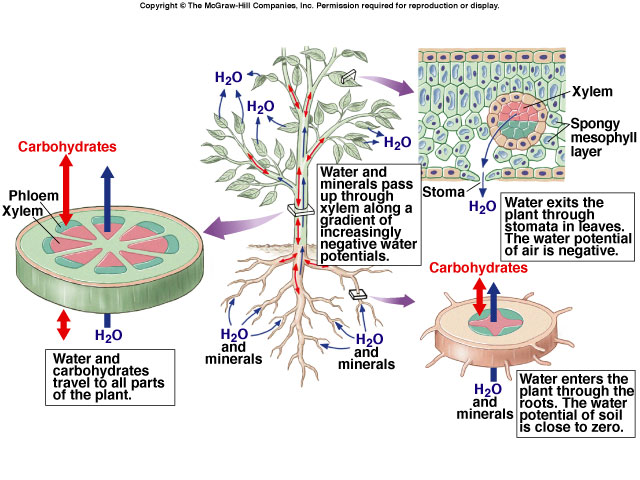 Copyright © The McGraw-Hill Companies, Inc. Permission required for reproduction or display.
H2O
H2O
H2O
Xylem
Spongy
mesophyll
layer
Stoma
H2O
Water exits the
plant through
stomata in leaves.
The water potential
of air is negative.
Carbohydrates
Phloem
Xylem
H2O
Water and
carbohydrates
travel to all parts
of the plant.
Water and
minerals pass
up through
xylem along a
gradient of
increasingly
negative water
potentials.
H2O
and
minerals
H2O
and
minerals
Carbohydrates
H2O
and
minerals
Water enters the
plant through the
roots. The water
potential of soil
is close to zero.